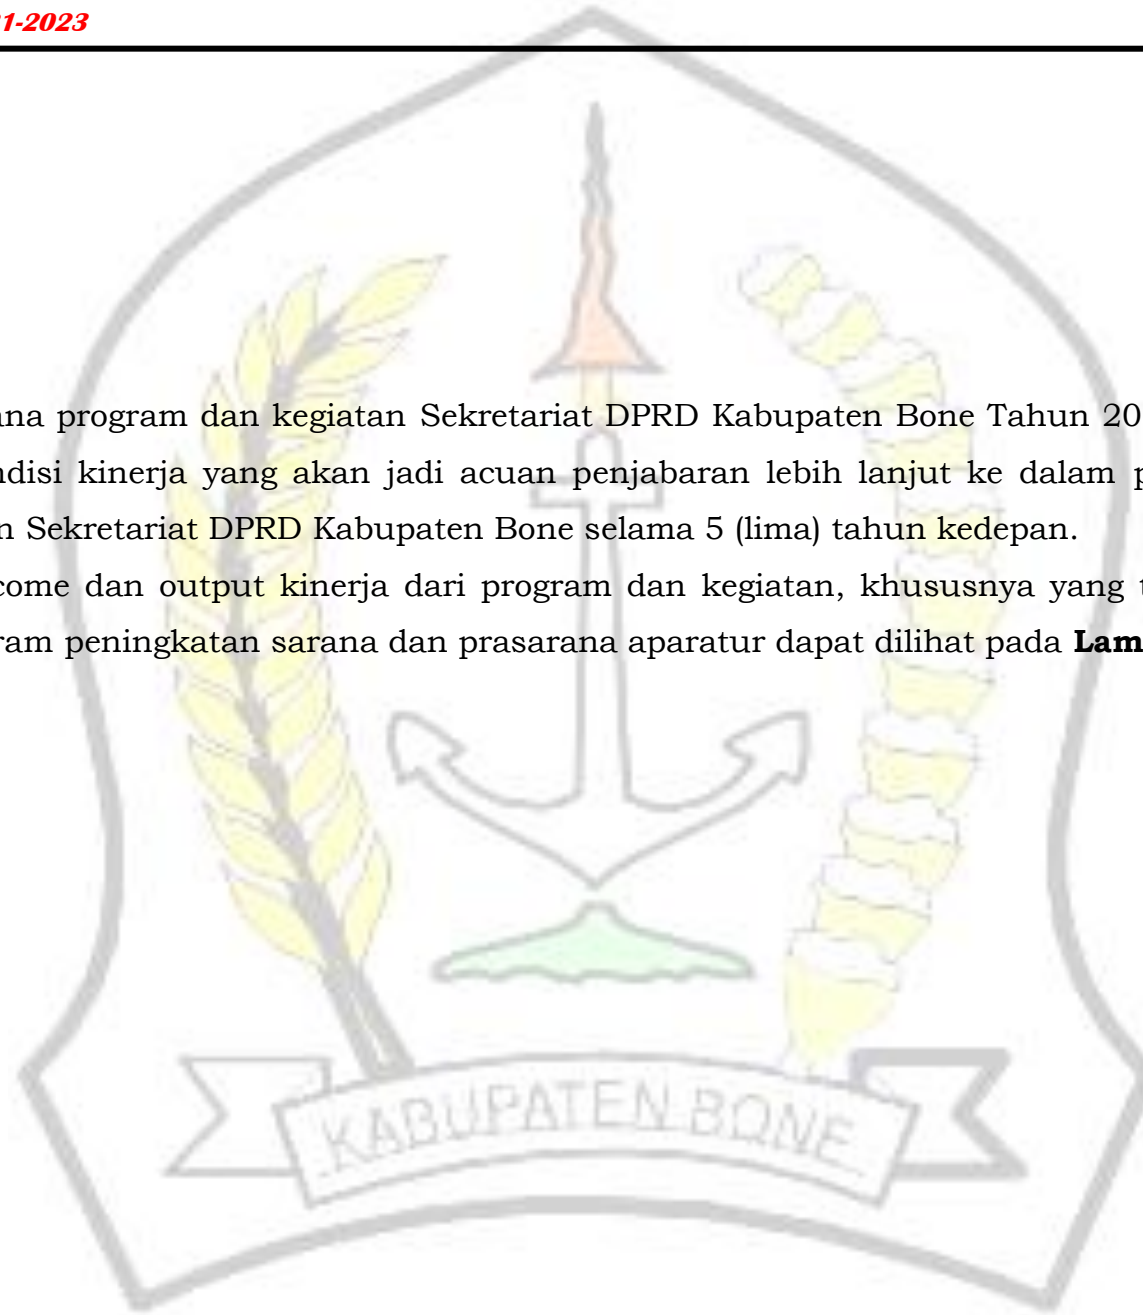 1-2023
ana program dan kegiatan Sekretariat DPRD Kabupaten Bone Tahun 20
ndisi kinerja yang akan jadi acuan penjabaran lebih lanjut ke dalam p
n Sekretariat DPRD Kabupaten Bone selama 5 (lima) tahun kedepan.
come dan output kinerja dari program dan kegiatan, khususnya yang t
ram peningkatan sarana dan prasarana aparatur dapat dilihat pada Lam
KABUPATEN BONE